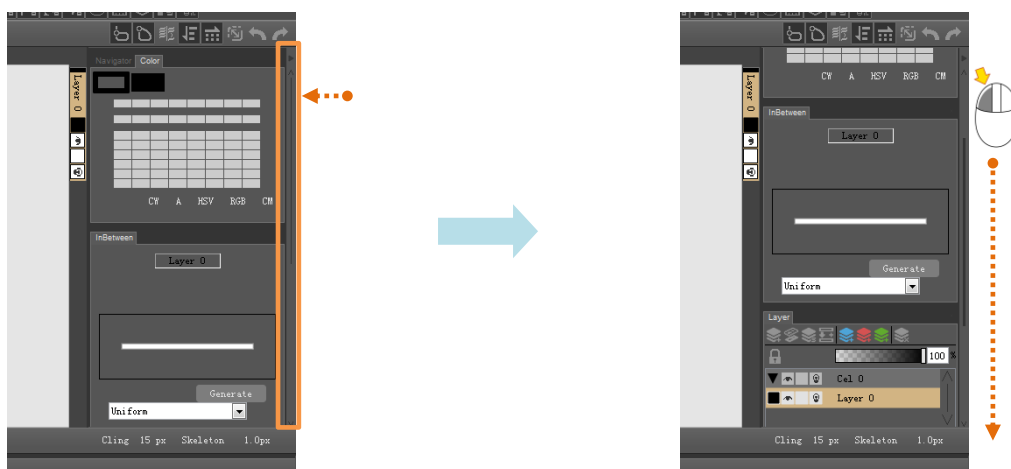 Navigator Color
Layer 0
CW A HSV RGB CM
InBetween
Layer 0
Generate
Uniform
Cling 15 px Skeleton 1.0px
CW A HSV RGB CM
Layer 0
InBetween
Layer 0
Generate
Uniform
Layer
100 %
Cel 0
Layer 0
Cling 15 px Skeleton 1.0px